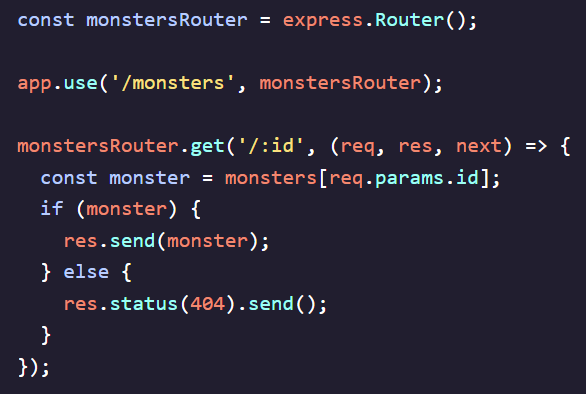 const monstersRouter = express.Router();
app.use('/monsters', monstersRouter);
monstersRouter.get('/:id', (req, res, next) => {
  const monster = monsters[req.params.id];
  if (monster) {
    res.send(monster);
  } else {
    res.status(404).send();
  }
});